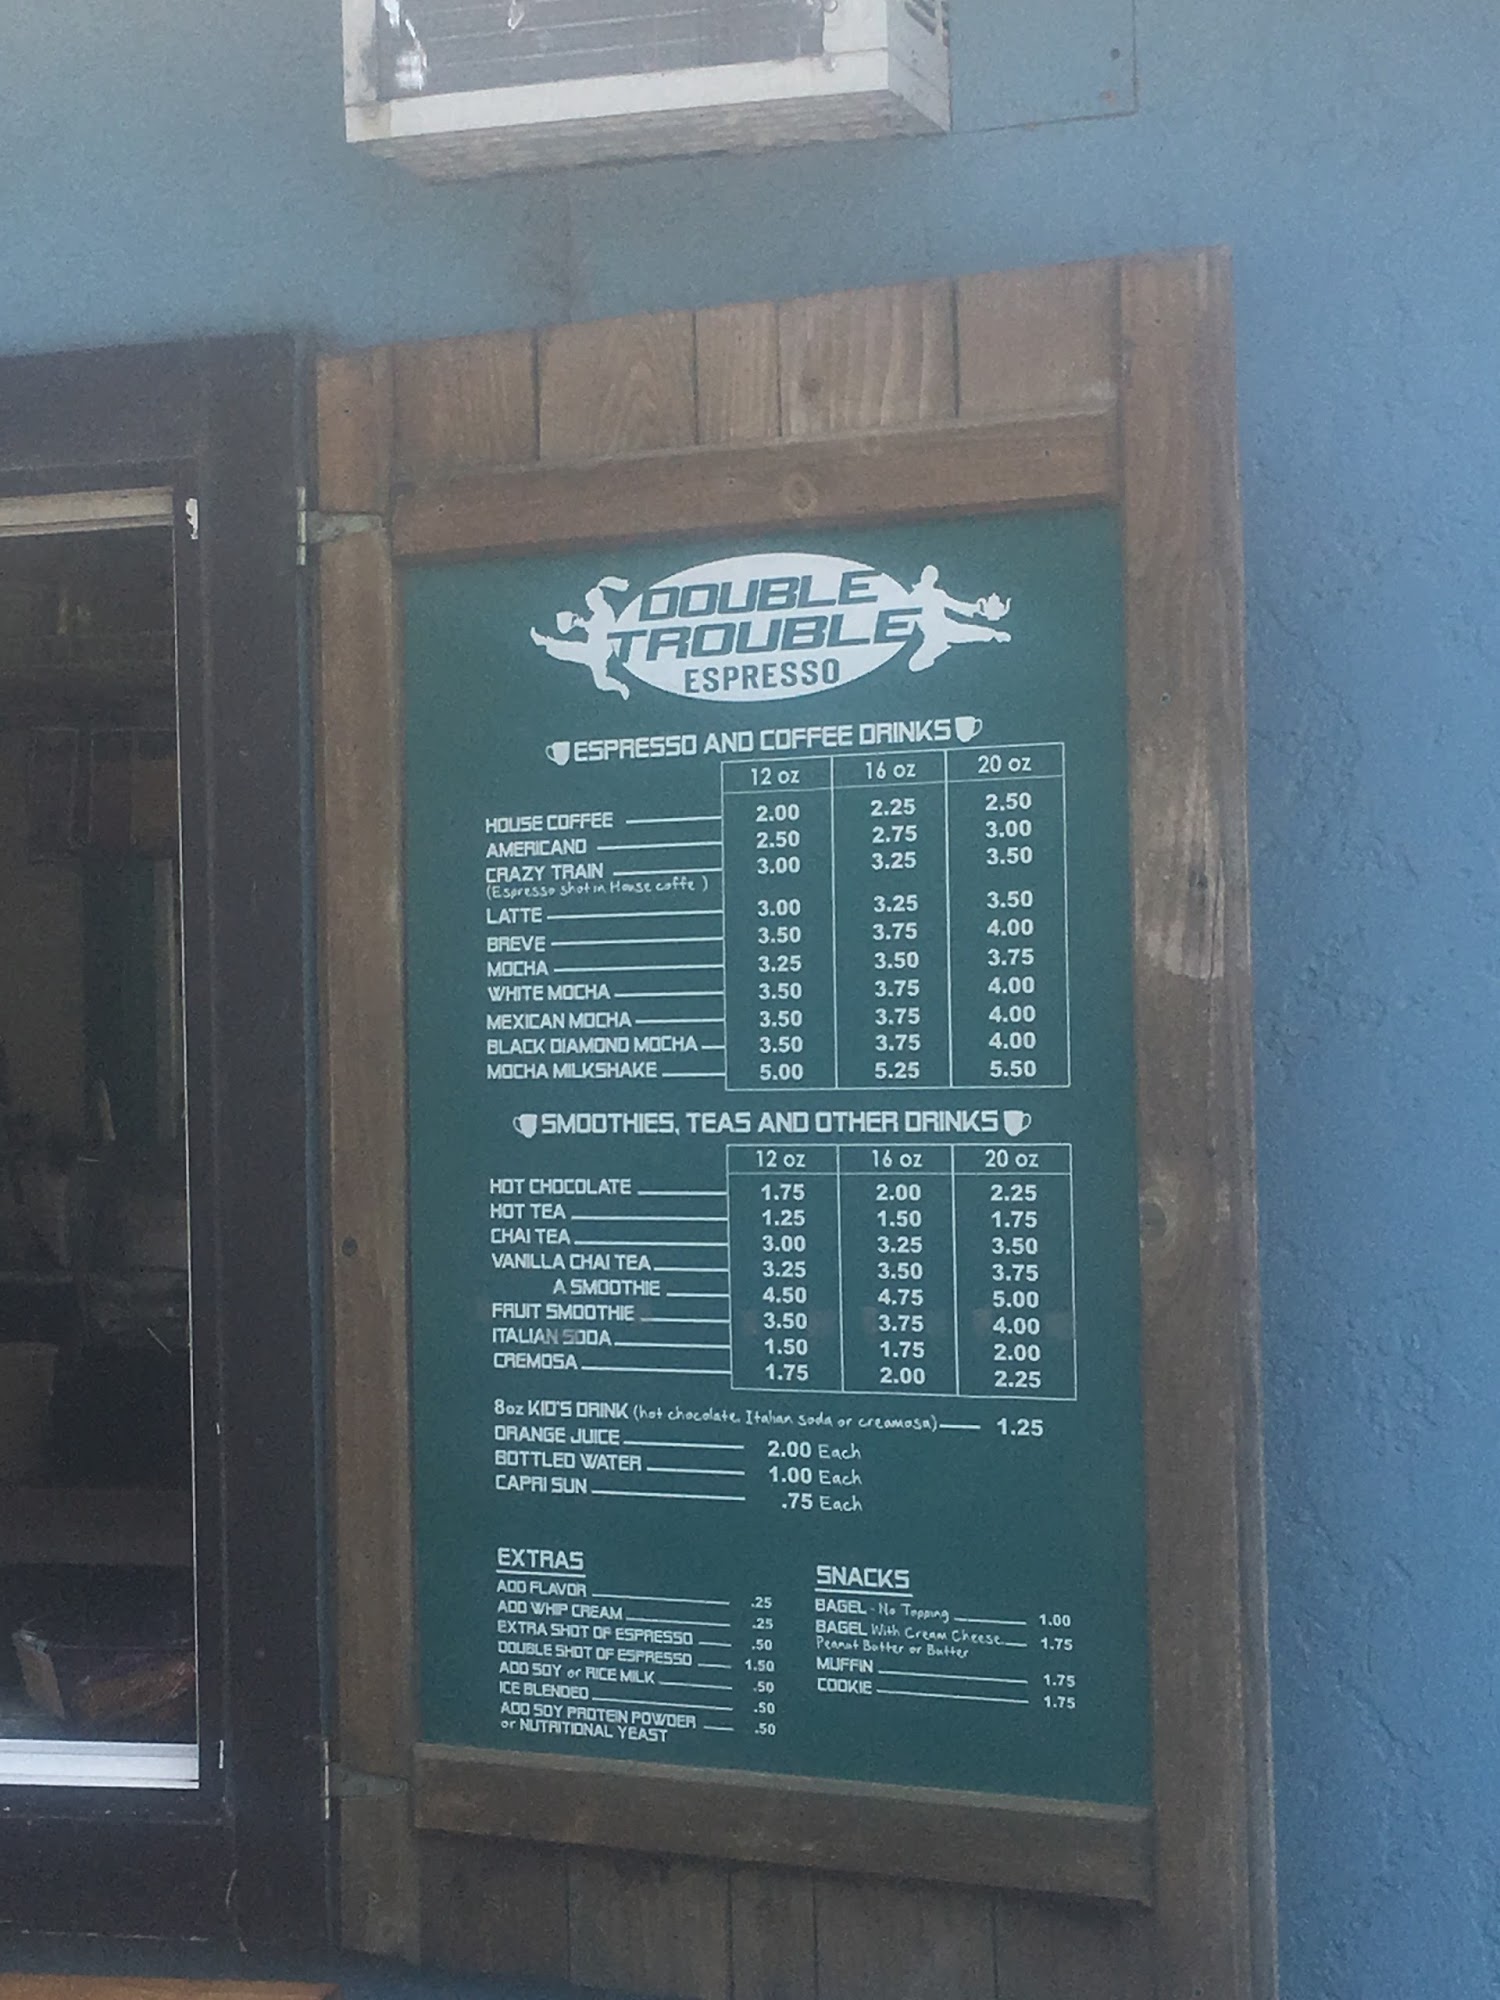 DOUBLE
TROUBLE
ESPRESSO
ESPRESSO AND COFFEE DRINKS
12 oz 16 oz 20 oz
HOUSE COFFEE 2.00 2.25 2.50
AMERICANO 2.50 2.75 3.00
CRAZY TRAIN 3.00 3.25 3.50
(Espresso shot in House coffe)
LATTE 3.00 3.25 3.50
BREVE 3.50 3.75 4.00
MOCHA 3.25 3.50 3.75
WHITE MOCHA 3.50 3.75 4.00
MEXICAN MOCHA 3.50 3.75 4.00
BLACK DIAMOND MOCHA 3.50 3.75 4.00
MOCHA MILKSHAKE 5.00 5.25 5.50
SMOOTHIES, TEAS AND OTHER DRINKS
12 oz 16 oz 20 oz
HOT CHOCOLATE 1.75 2.00 2.25
HOT TEA 1.25 1.50 1.75
CHAI TEA 3.00 3.25 3.50
VANILLA CHAI TEA 3.25 3.50 3.75
A SMOOTHIE 4.50 4.75 5.00
FRUIT SMOOTHIE 3.50 3.75 4.00
ITALIAN SODA 1.50 1.75 2.00
CREMOSA 1.75 2.00 2.25
8oz KID'S DRINK (hot chocolate, Italian soda or creamosa) 1.25
ORANGE JUICE 2.00 Each
BOTTLED WATER 1.00 Each
CAPRI SUN .75 Each
EXTRAS
ADD FLAVOR .25
ADD WHIP CREAM .25
EXTRA SHOT OF ESPRESSO .50
DOUBLE SHOT OF ESPRESSO 1.50
ADD SOY or RICE MILK .50
ICE BLENDED .50
ADD SOY PROTEIN POWDER .50
or NUTRITIONAL YEAST
SNACKS
BAGEL - No Topping 1.00
BAGEL With Cream Cheese 1.75
Peanut Butter or Butter
MUFFIN 1.75
COOKIE 1.75